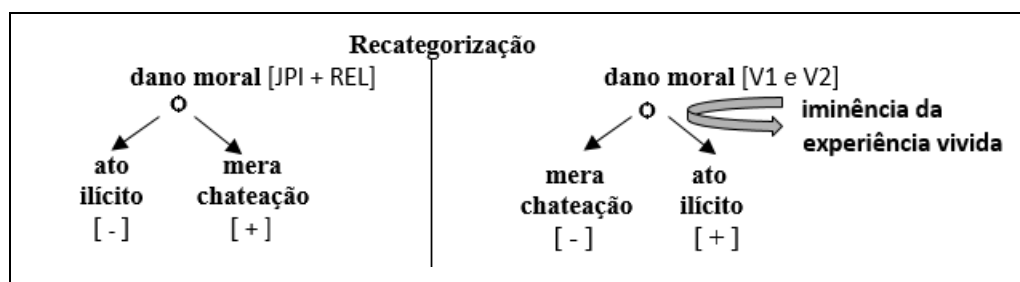 Recategorização
dano moral [JPI + REL]
ato
ilícito
[ - ]
mera
chateação
[ + ]
dano moral [V1 e V2]
iminência da
experiência vivida
mera
chateação
[ - ]
ato
ilícito
[ + ]